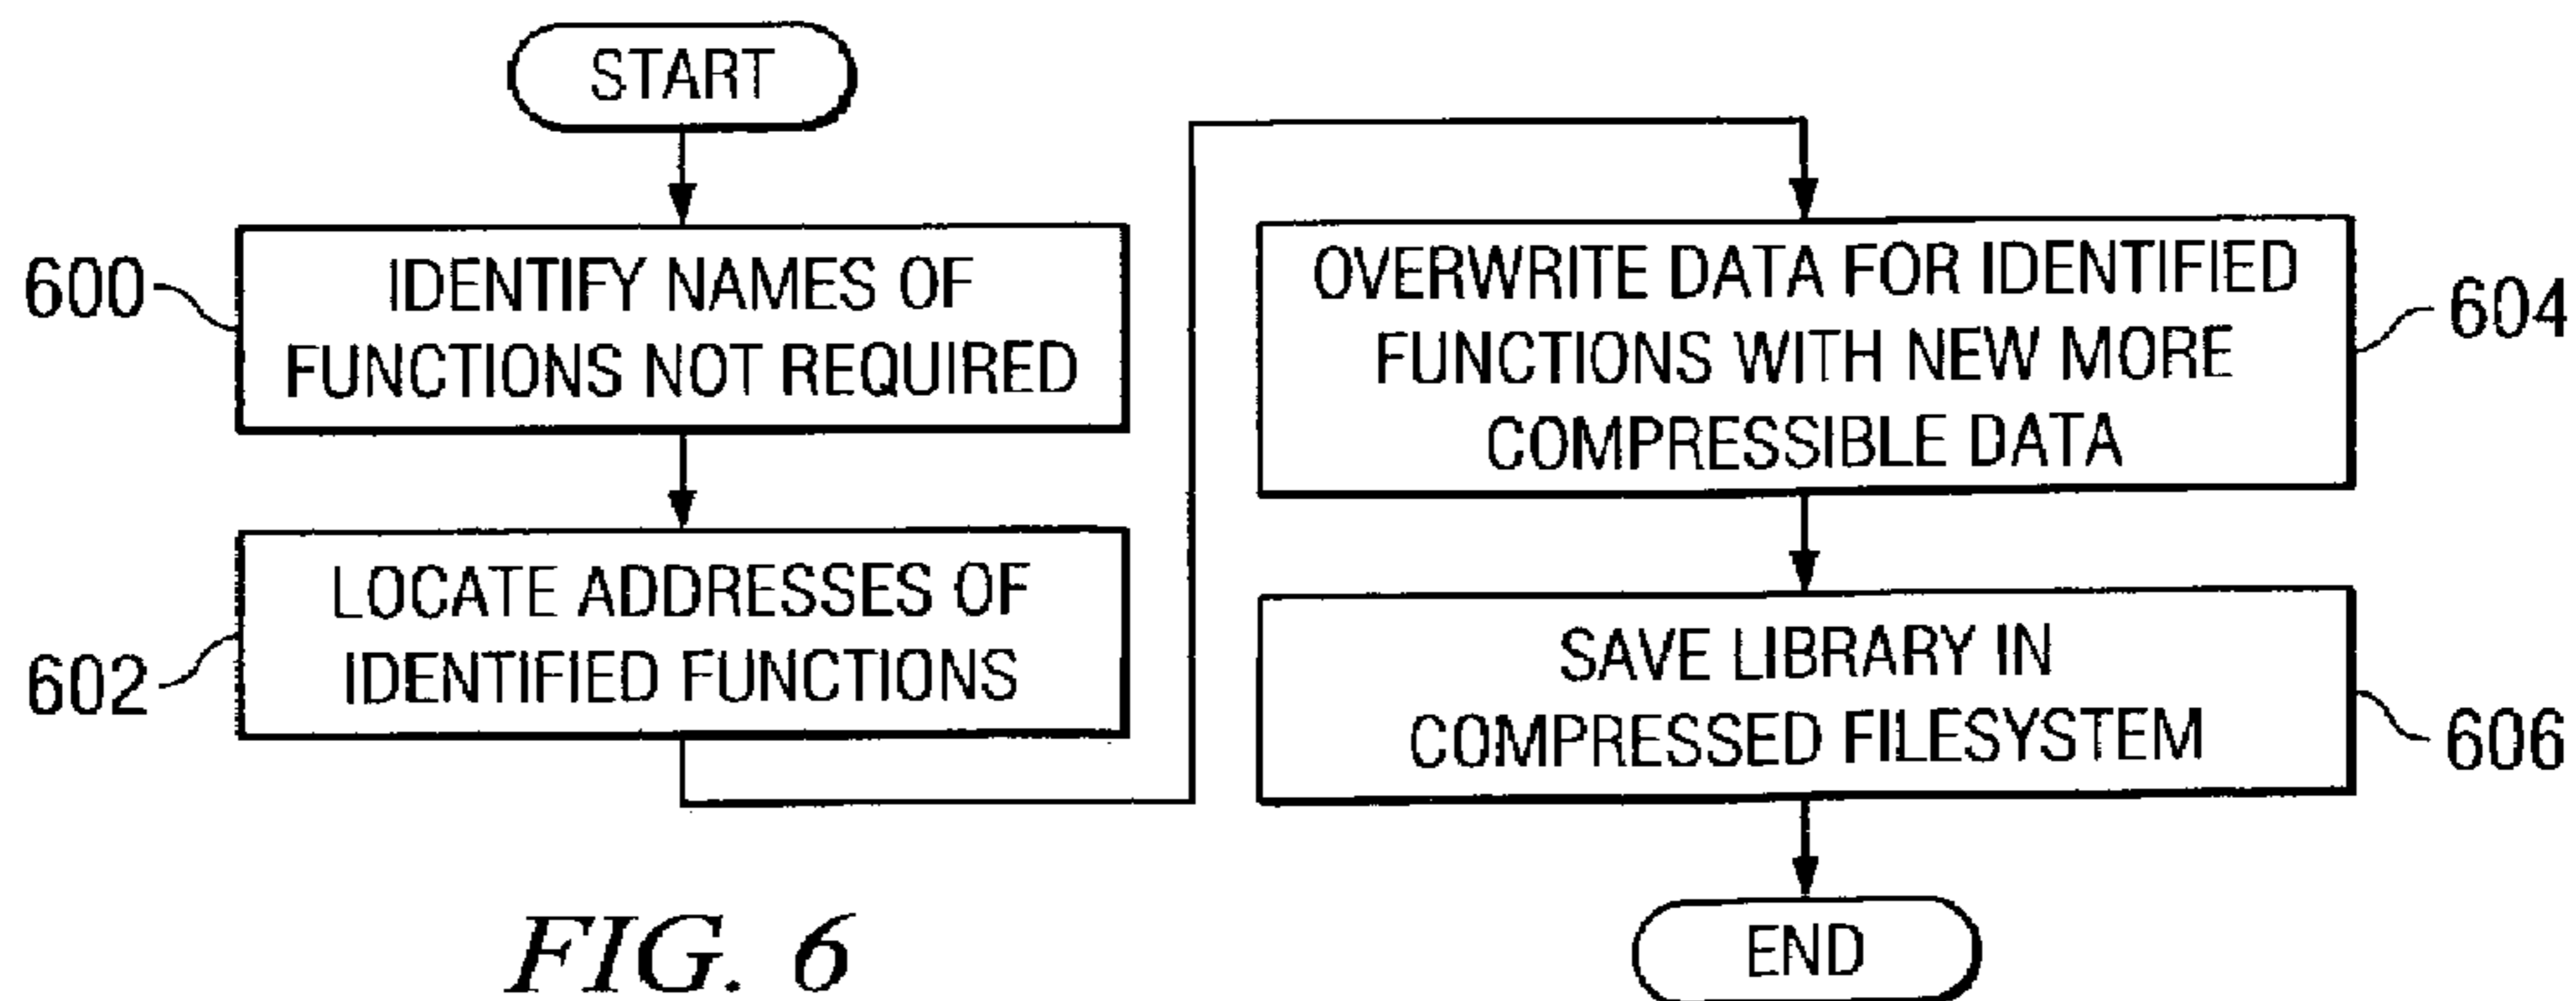 START
600
IDENTIFY NAMES OF
FUNCTIONS NOT REQUIRED
602
LOCATE ADDRESSES OF
IDENTIFIED FUNCTIONS
OVERWRITE DATA FOR IDENTIFIED
FUNCTIONS WITH NEW MORE
COMPRESSIBLE DATA
604
SAVE LIBRARY IN
COMPRESSED FILESYSTEM
606
END
FIG. 6